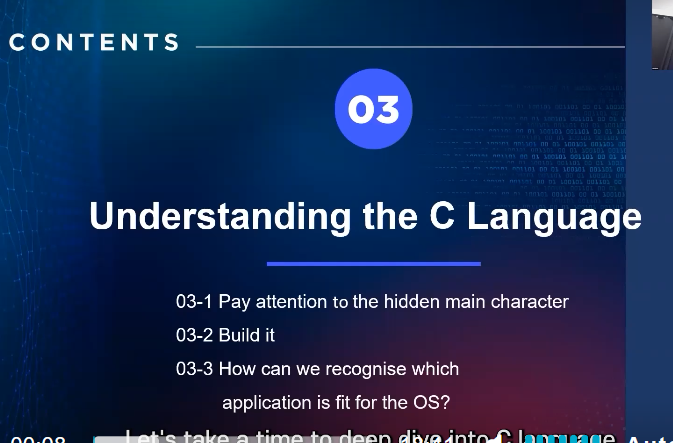 CONTENTS
03
Understanding the C Language
03-1 Pay attention to the hidden main character
03-2 Build it
03-3 How can we recognise which
application is fit for the OS?
00:08
Let's take a time to deep dive into C language